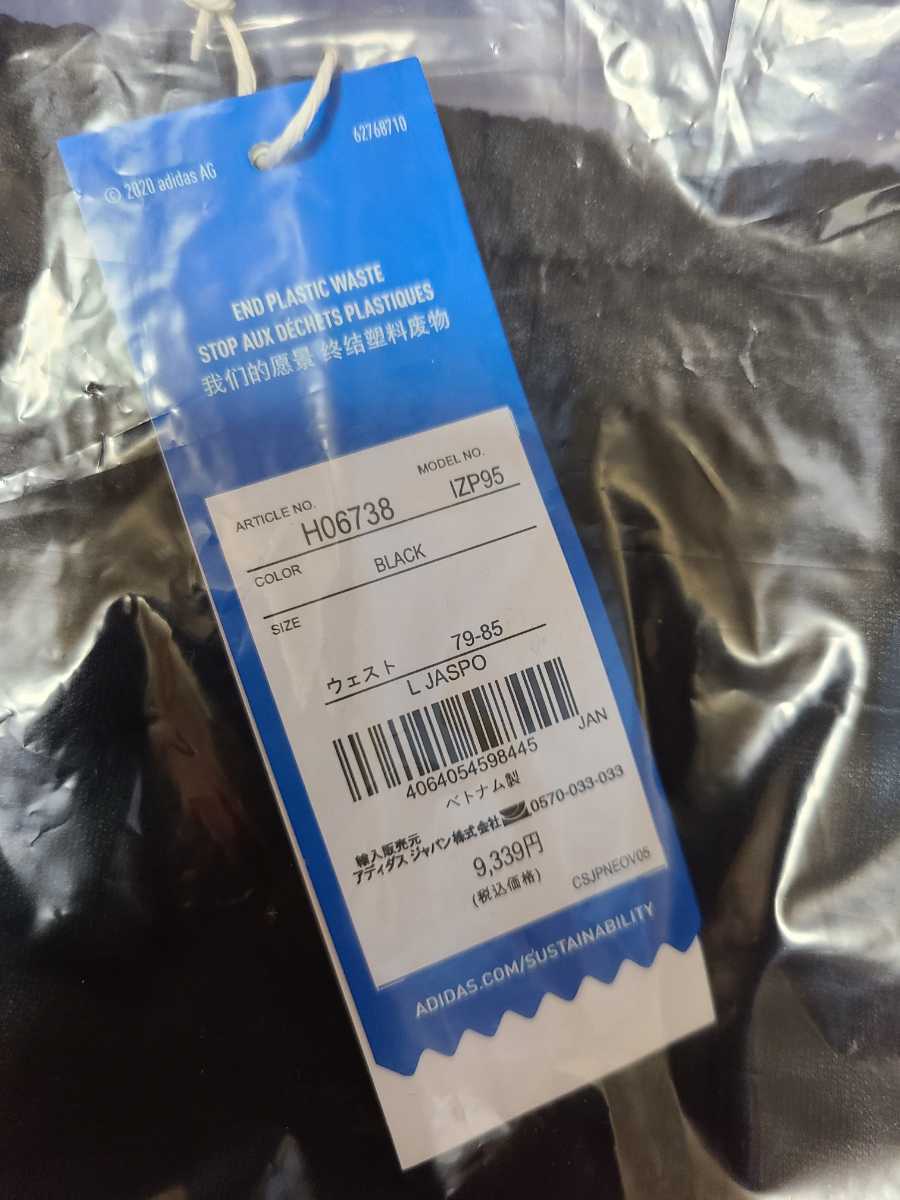 © 2020 adidas AG
62768710
END PLASTIC WASTE
STOP AUX DÉCHETS PLASTIQUES
我们的愿景 终结塑料废物
ARTICLE NO. H06738
MODEL NO. IZP95
COLOR BLACK
SIZE
ウェスト 79-85
L JASPO
4064054598445 JAN
ベトナム製
輸入販売元
アディダス ジャパン株式会社 0570-033-033
9,339円
(税込価格)
CSJPNEOV05
ADIDAS.COM/SUSTAINABILITY